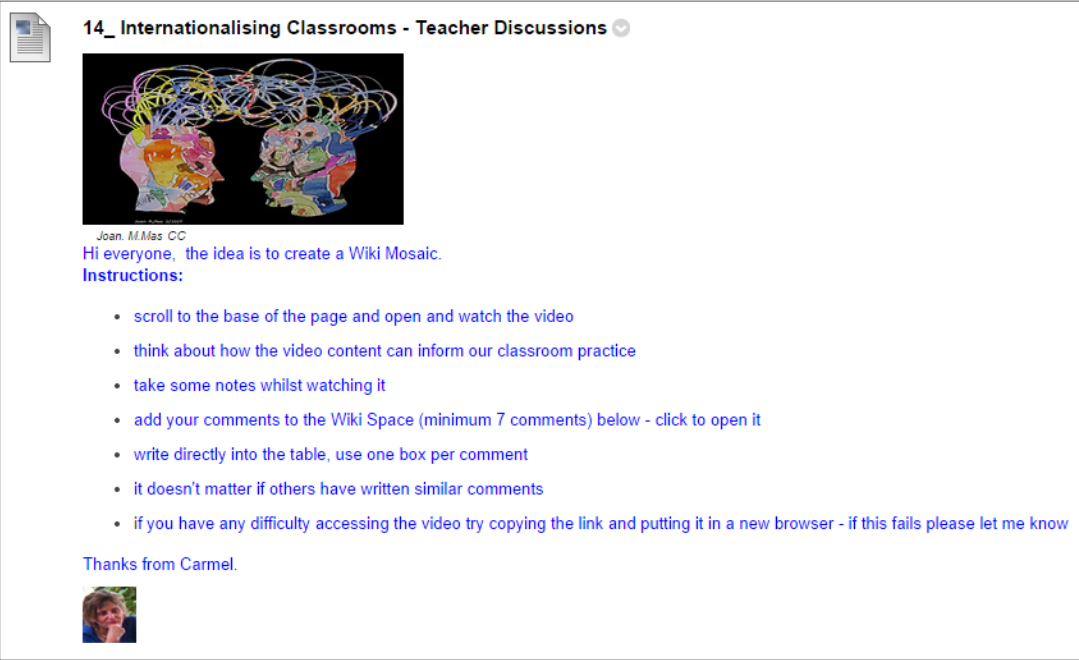 14_ Internationalising Classrooms - Teacher Discussions
Joan. M.Mas CC
Hi everyone,  the idea is to create a Wiki Mosaic.
Instructions:
• scroll to the base of the page and open and watch the video
• think about how the video content can inform our classroom practice
• take some notes whilst watching it
• add your comments to the Wiki Space (minimum 7 comments) below - click to open it
• write directly into the table, use one box per comment
• it doesn't matter if others have written similar comments
• if you have any difficulty accessing the video try copying the link and putting it in a new browser - if this fails please let me know
Thanks from Carmel.